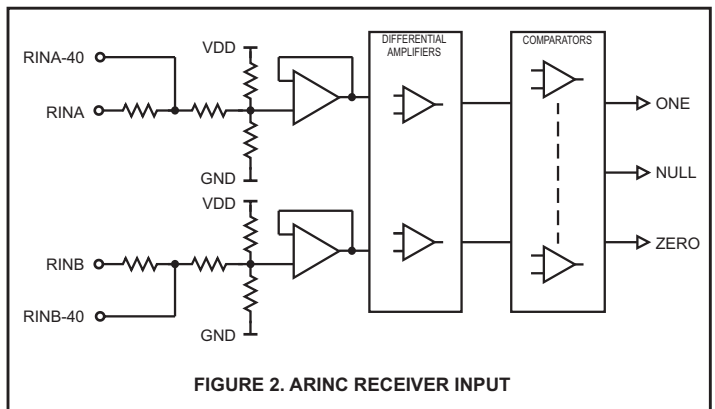 DIFFERENTIAL
AMPLIFIERS
COMPARATORS
RINA-40
VDD
RINA
GND
ONE
NULL
VDD
ZERO
RINB
RINB-40
GND
FIGURE 2. ARINC RECEIVER INPUT